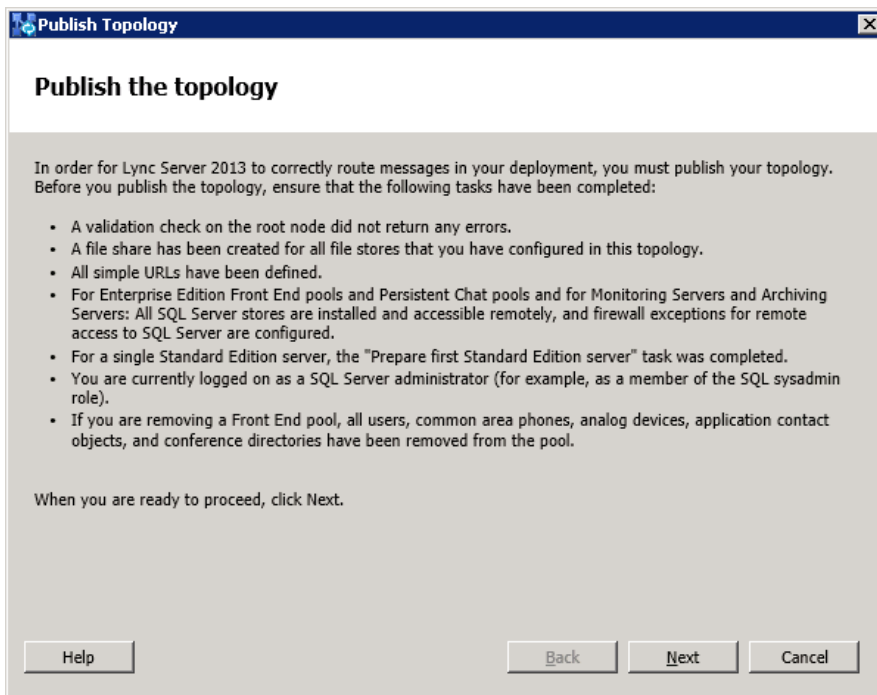 Publish Topology
Publish the topology
In order for Lync Server 2013 to correctly route messages in your deployment, you must publish your topology.
Before you publish the topology, ensure that the following tasks have been completed:
• A validation check on the root node did not return any errors.
• A file share has been created for all file stores that you have configured in this topology.
• All simple URLs have been defined.
• For Enterprise Edition Front End pools and Persistent Chat pools and for Monitoring Servers and Archiving
Servers: All SQL Server stores are installed and accessible remotely, and firewall exceptions for remote
access to SQL Server are configured.
• For a single Standard Edition server, the "Prepare first Standard Edition server" task was completed.
• You are currently logged on as a SQL Server administrator (for example, as a member of the SQL sysadmin
role).
• If you are removing a Front End pool, all users, common area phones, analog devices, application contact
objects, and conference directories have been removed from the pool.
When you are ready to proceed, click Next.
Help Back Next Cancel